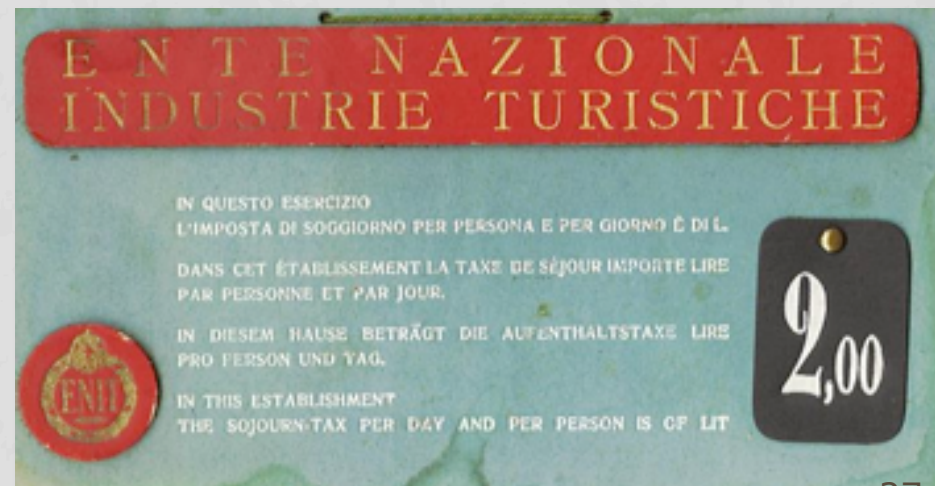 ENTE NAZIONALE
INDUSTRIE TURISTICHE
IN QUESTO ESERCIZIO
L'IMPOSTA DI SOGGIORNO PER PERSONA E PER GIORNO È DI L.
DANS CET ÉTABLISSEMENT LA TAXE DE SÉJOUR IMPORTE LIRE
PAR PERSONNE ET PAR JOUR.
IN DIESEM HAUSE BETRÄGT DIE AUFENTHALTSTAXE LIRE
PRO PERSON UND TAG.
IN THIS ESTABLISHMENT
THE SOJOURN-TAX PER DAY AND PER PERSON IS OF LIT
2,00
ENIT